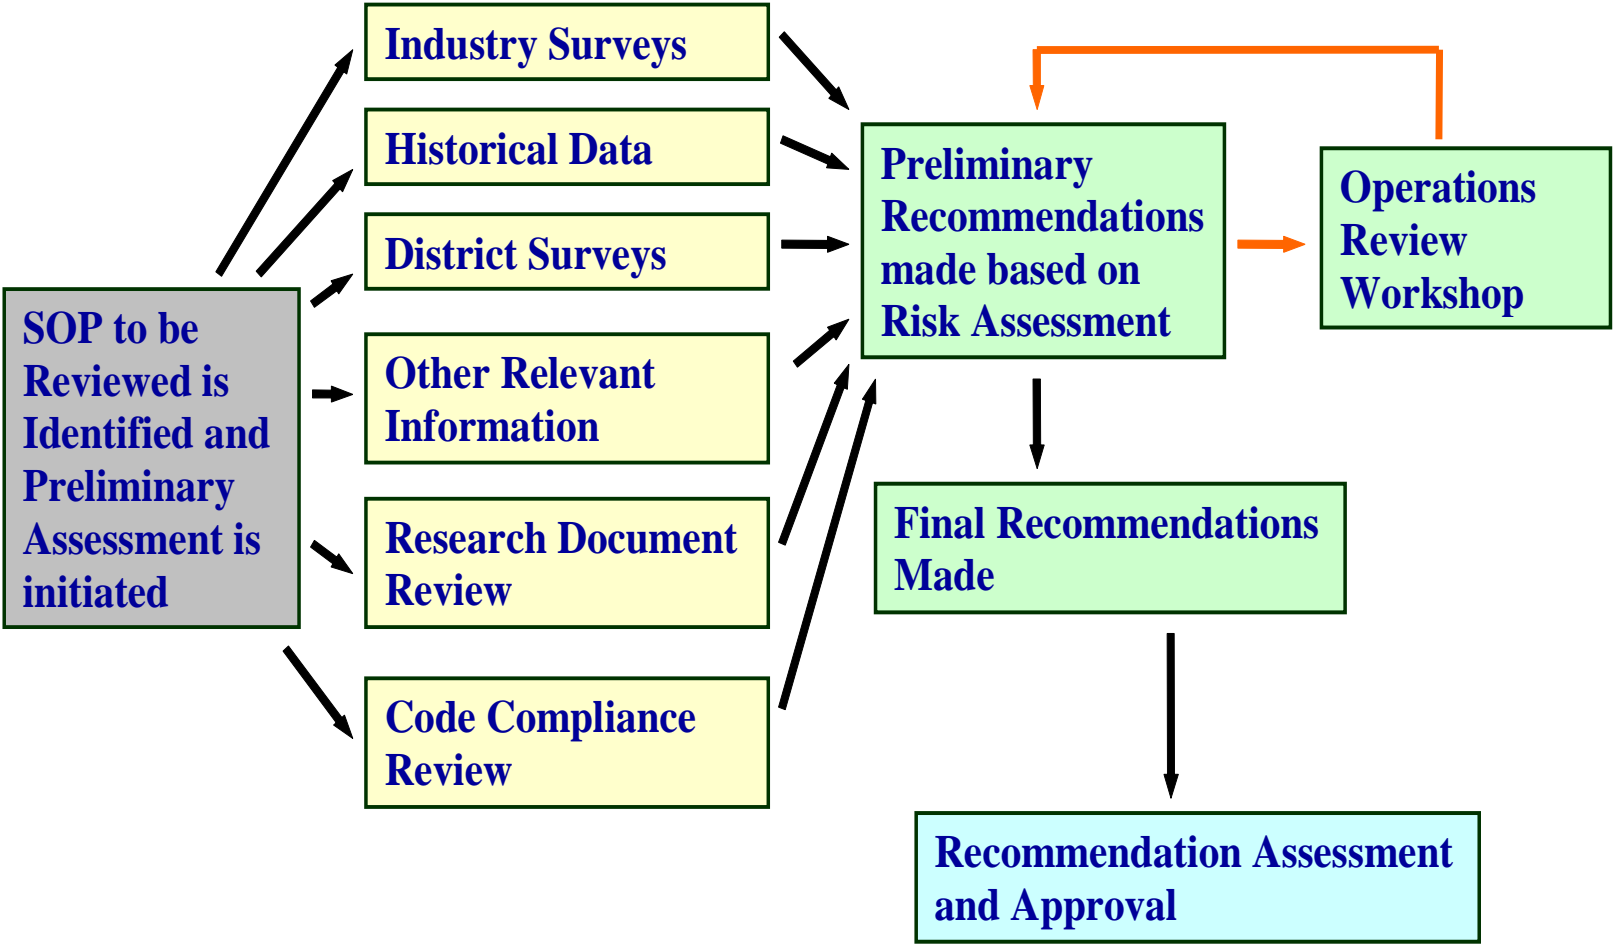 SOP to be
Reviewed is
Identified and
Preliminary
Assessment is
initiated
Industry Surveys
Historical Data
District Surveys
Other Relevant
Information
Research Document
Review
Code Compliance
Review
Preliminary
Recommendations
made based on
Risk Assessment
Operations
Review
Workshop
Final Recommendations
Made
Recommendation Assessment
and Approval